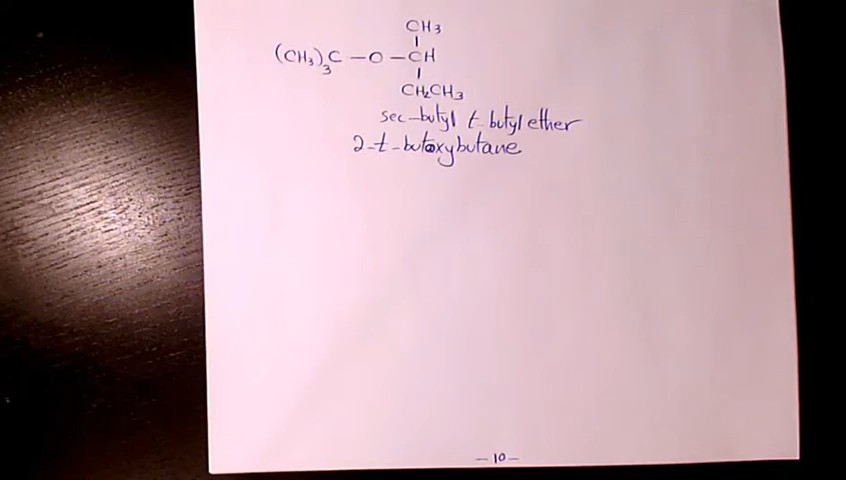 CH3
(CH3)3C - O - CH
CH2CH3
sec-butyl t-butyl ether
2-t-butoxybutane
-10-